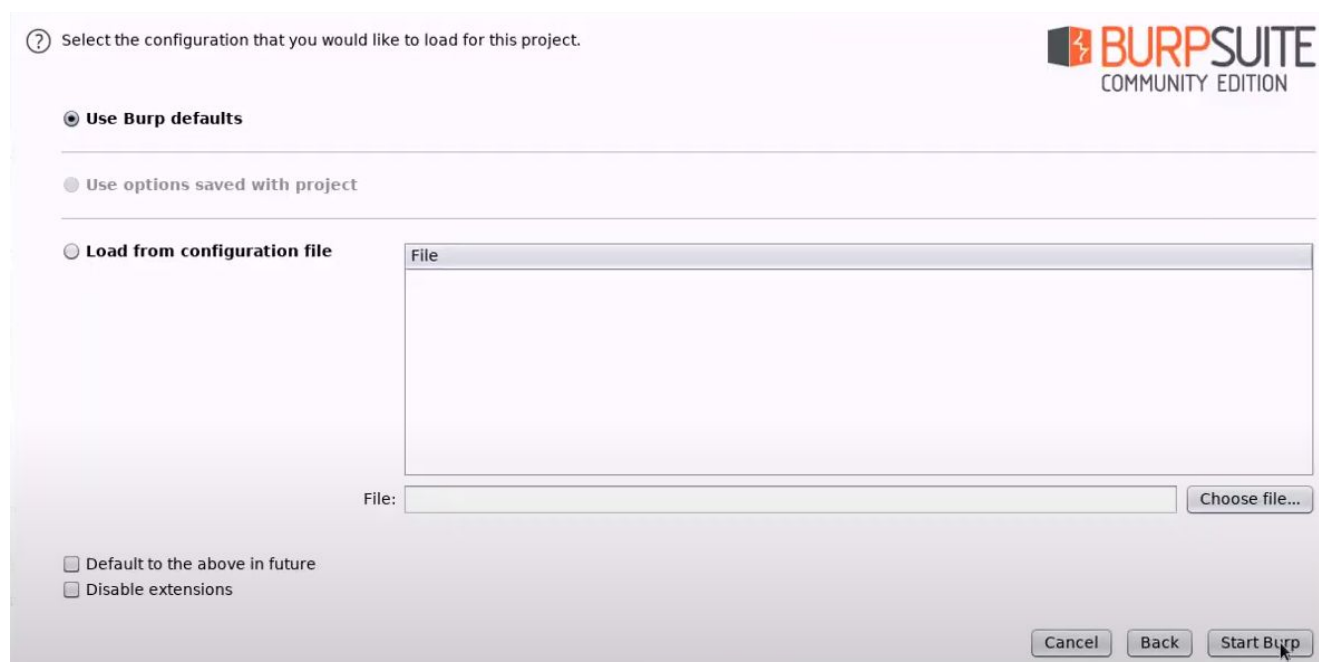 ? Select the configuration that you would like to load for this project.
BURPSUITE
COMMUNITY EDITION
Use Burp defaults
Use options saved with project
Load from configuration file
File
File:
Choose file...
Default to the above in future
Disable extensions
Cancel Back Start Burp